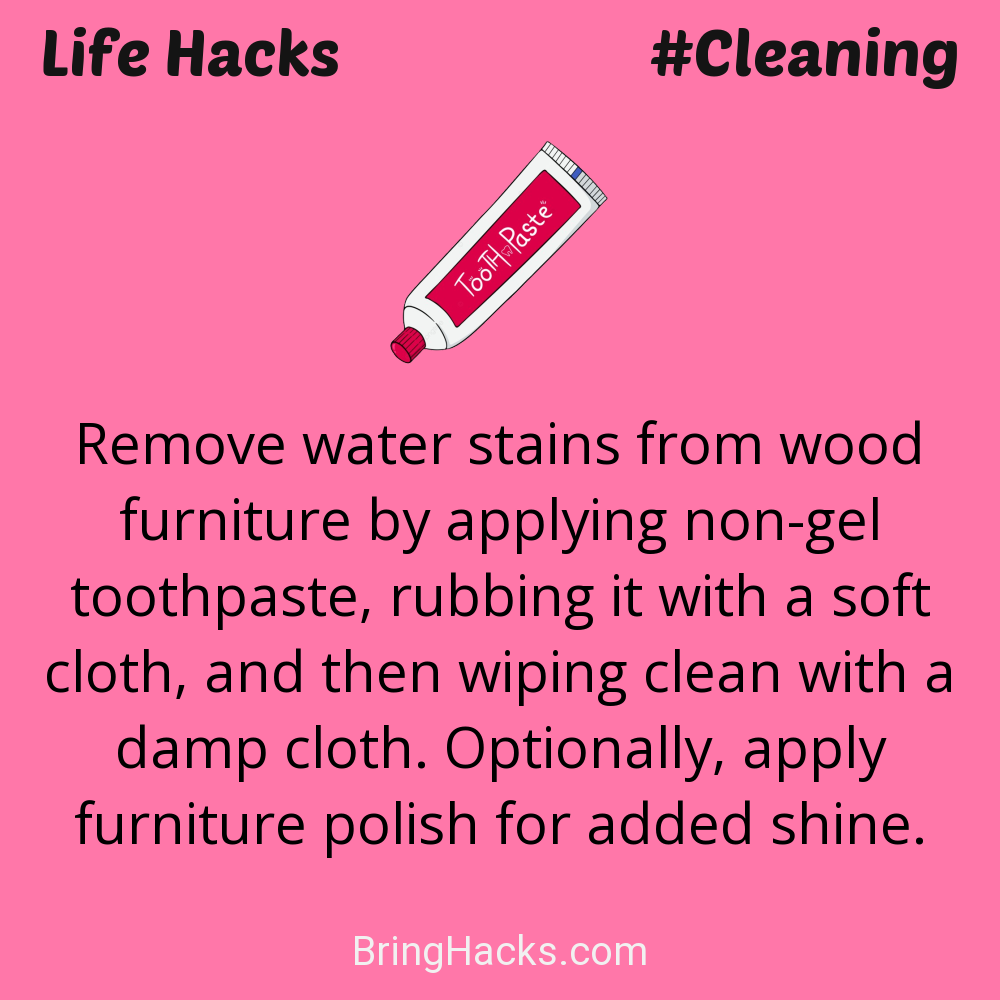 Life Hacks #Cleaning
TooTH Paste
Remove water stains from wood
furniture by applying non-gel
toothpaste, rubbing it with a soft
cloth, and then wiping clean with a
damp cloth. Optionally, apply
furniture polish for added shine.
BringHacks.com